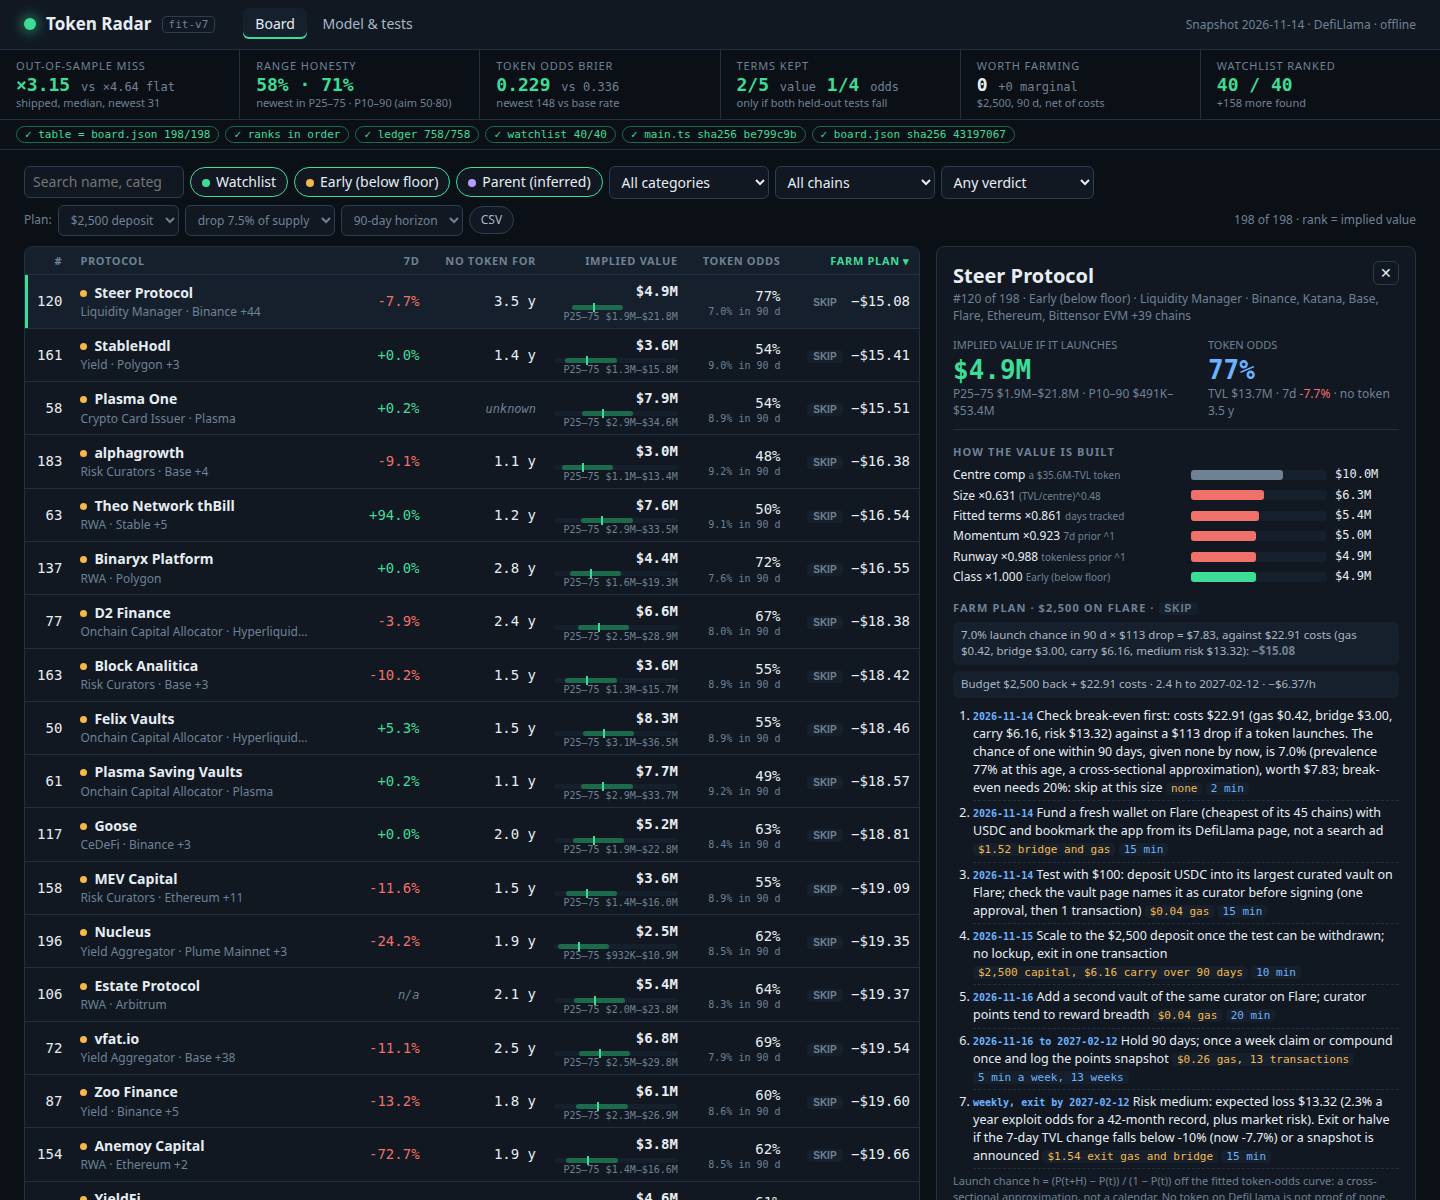 Token Radar fit-v7 Board Model & tests Snapshot 2026-11-14 · DefiLlama · offline
OUT-OF-SAMPLE MISS
×3.15 vs ×4.64 flat
shipped, median, newest 31
RANGE HONESTY
58% · 71%
newest in P25–75 · P10–90 (aim 50·80)
TOKEN ODDS BRIER
0.229 vs 0.336
newest 148 vs base rate
TERMS KEPT
2/5 value 1/4 odds
only if both held-out tests fall
WORTH FARMING
0 +0 marginal
$2,500, 90 d, net of costs
WATCHLIST RANKED
40 / 40
+158 more found
✓ table = board.json 198/198 ✓ ranks in order ✓ ledger 758/758 ✓ watchlist 40/40 ✓ main.ts sha256 be799c9b ✓ board.json sha256 43197067
Search name, categ Watchlist Early (below floor) Parent (inferred) All categories All chains Any verdict
Plan: $2,500 deposit drop 7.5% of supply 90-day horizon CSV 198 of 198 · rank = implied value
# PROTOCOL 7D NO TOKEN FOR IMPLIED VALUE TOKEN ODDS FARM PLAN ▾
120 Steer Protocol -7.7% 3.5 y $4.9M 77% SKIP −$15.08
Liquidity Manager · Binance +44 P25–75 $1.9M–$21.8M 7.0% in 90 d
161 StableHodl +0.0% 1.4 y $3.6M 54% SKIP −$15.41
Yield · Polygon +3 P25–75 $1.3M–$15.8M 9.0% in 90 d
58 Plasma One +0.2% unknown $7.9M 54% SKIP −$15.51
Crypto Card Issuer · Plasma P25–75 $2.9M–$34.6M 8.9% in 90 d
183 alphagrowth -9.1% 1.1 y $3.0M 48% SKIP −$16.38
Risk Curators · Base +4 P25–75 $1.1M–$13.4M 9.2% in 90 d
63 Theo Network thBill +94.0% 1.2 y $7.6M 50% SKIP −$16.54
RWA · Stable +5 P25–75 $2.9M–$33.7M 9.1% in 90 d
137 Binaryx Platform +0.0% 2.8 y $4.4M 72% SKIP −$16.55
RWA · Polygon P25–75 $1.6M–$19.3M 7.6% in 90 d
77 D2 Finance -3.9% 2.4 y $6.6M 67% SKIP −$18.38
Onchain Capital Allocator · Hyperliquid... P25–75 $2.5M–$28.9M 8.0% in 90 d
163 Block Analitica -10.2% 1.5 y $3.6M 55% SKIP −$18.42
Risk Curators · Base +3 P25–75 $1.3M–$15.7M 8.9% in 90 d
50 Felix Vaults +5.3% 1.5 y $8.3M 55% SKIP −$18.46
Onchain Capital Allocator · Hyperliquid... P25–75 $3.1M–$36.5M 8.9% in 90 d
61 Plasma Saving Vaults +0.2% 1.1 y $7.7M 49% SKIP −$18.57
Onchain Capital Allocator · Plasma P25–75 $2.9M–$33.7M 9.2% in 90 d
117 Goose +0.0% 2.0 y $5.2M 63% SKIP −$18.81
CeDeFi · Binance +3 P25–75 $1.9M–$22.8M 8.4% in 90 d
158 MEV Capital -11.6% 1.5 y $3.6M 55% SKIP −$19.09
Risk Curators · Ethereum +11 P25–75 $1.4M–$16.0M 8.9% in 90 d
196 Nucleus -24.2% 1.9 y $2.5M 62% SKIP −$19.35
Yield Aggregator · Plume Mainnet +3 P25–75 $932K–$10.9M 8.5% in 90 d
106 Estate Protocol n/a 2.1 y $5.4M 64% SKIP −$19.37
RWA · Arbitrum P25–75 $2.0M–$23.8M 8.3% in 90 d
72 vfat.io -11.1% 2.5 y $6.8M 69% SKIP −$19.54
Yield Aggregator · Base +38 P25–75 $2.5M–$29.8M 7.9% in 90 d
87 Zoo Finance -13.2% 1.8 y $6.1M 60% SKIP −$19.60
Yield · Binance +5 P25–75 $2.3M–$26.9M 8.6% in 90 d
154 Anemoy Capital -72.7% 1.9 y $3.8M 62% SKIP −$19.66
RWA · Ethereum +2 P25–75 $1.4M–$16.6M 8.5% in 90 d
YieldFi $4.6M 61%
Steer Protocol ✕
#120 of 198 · Early (below floor) · Liquidity Manager · Binance, Katana, Base,
Flare, Ethereum, Bittensor EVM +39 chains
IMPLIED VALUE IF IT LAUNCHES
$4.9M
P25–75 $1.9M–$21.8M · P10–90 $491K–
$53.4M
TOKEN ODDS
77%
TVL $13.7M · 7d -7.7% · no token
3.5 y
HOW THE VALUE IS BUILT
Centre comp a $35.6M-TVL token $10.0M
Size ×0.631 (TVL/centre)^0.48 $6.3M
Fitted terms ×0.861 days tracked $5.4M
Momentum ×0.923 7d prior ^1 $5.0M
Runway ×0.988 tokenless prior ^1 $4.9M
Class ×1.000 Early (below floor) $4.9M
FARM PLAN · $2,500 ON FLARE · SKIP
7.0% launch chance in 90 d × $113 drop = $7.83, against $22.91 costs (gas
$0.42, bridge $3.00, carry $6.16, medium risk $13.32): −$15.08
Budget $2,500 back + $22.91 costs · 2.4 h to 2027-02-12 · −$6.37/h
1. 2026-11-14 Check break-even first: costs $22.91 (gas $0.42, bridge $3.00,
carry $6.16, risk $13.32) against a $113 drop if a token launches. The
chance of one within 90 days, given none by now, is 7.0% (prevalence
77% at this age, a cross-sectional approximation), worth $7.83; break-
even needs 20%: skip at this size none 2 min
2. 2026-11-14 Fund a fresh wallet on Flare (cheapest of its 45 chains) with
USDC and bookmark the app from its DefiLlama page, not a search ad
$1.52 bridge and gas 15 min
3. 2026-11-14 Test with $100: deposit USDC into its largest curated vault on
Flare; check the vault page names it as curator before signing (one
approval, then 1 transaction) $0.04 gas 15 min
4. 2026-11-15 Scale to the $2,500 deposit once the test can be withdrawn;
no lockup, exit in one transaction
$2,500 capital, $6.16 carry over 90 days 10 min
5. 2026-11-16 Add a second vault of the same curator on Flare; curator
points tend to reward breadth $0.04 gas 20 min
6. 2026-11-16 to 2027-02-12 Hold 90 days; once a week claim or compound
once and log the points snapshot $0.26 gas, 13 transactions
5 min a week, 13 weeks
7. weekly, exit by 2027-02-12 Risk medium: expected loss $13.32 (2.3% a
year exploit odds for a 42-month record, plus market risk). Exit or halve
if the 7-day TVL change falls below -10% (now -7.7%) or a snapshot is
announced $1.54 exit gas and bridge 15 min
Launch chance h = (P(t+H) − P(t)) / (1 − P(t)) off the fitted token-odds curve: a cross-
sectional approximation, not a calendar. No token on DefiLlama is not proof of none